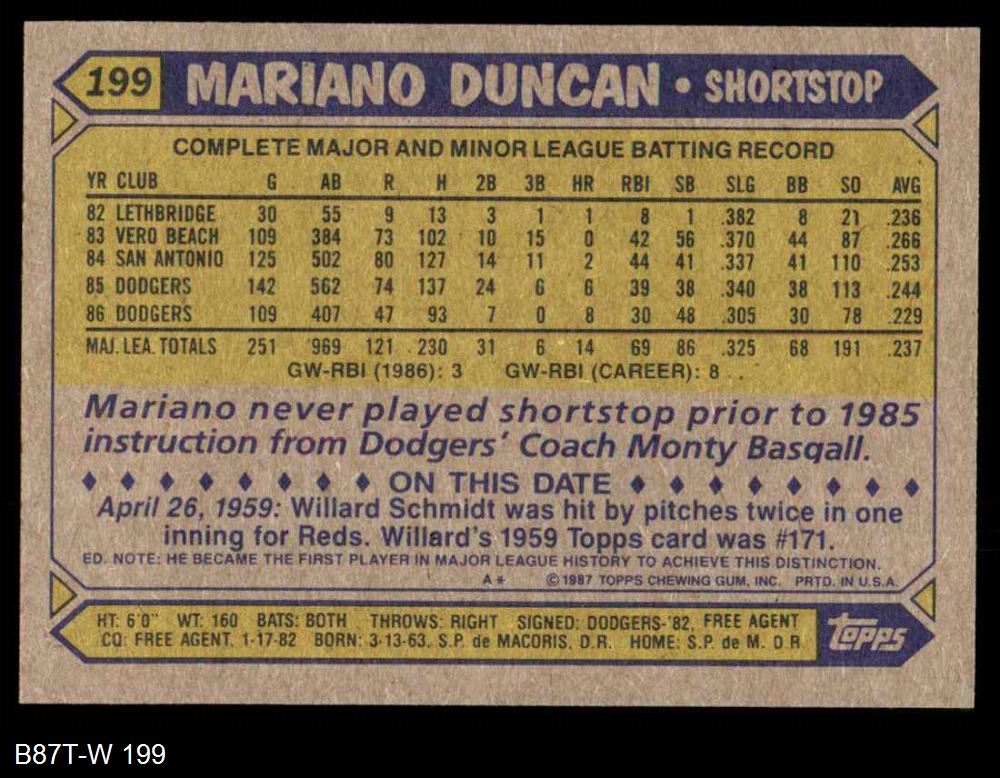 199 MARIANO DUNCAN • SHORTSTOP
COMPLETE MAJOR AND MINOR LEAGUE BATTING RECORD
YR CLUB G AB R H 2B 3B HR RBI SB SLG BB SO AVG
82 LETHBRIDGE 30 55 9 13 3 1 1 8 1 .382 8 21 .236
83 VERO BEACH 109 384 73 102 10 15 0 42 56 .370 44 87 .266
84 SAN ANTONIO 125 502 80 127 14 11 2 44 41 .337 41 110 .253
85 DODGERS 142 562 74 137 24 6 6 39 38 .340 38 113 .244
86 DODGERS 109 407 47 93 7 0 8 30 48 .305 30 78 .229
MAJ. LEA. TOTALS 251 969 121 230 31 6 14 69 86 .325 68 191 .237
GW-RBI (1986): 3 GW-RBI (CAREER): 8
Mariano never played shortstop prior to 1985
instruction from Dodgers' Coach Monty Basgall.
♦ ♦ ♦ ♦ ♦ ♦ ♦ ♦ ON THIS DATE ♦ ♦ ♦ ♦ ♦ ♦ ♦ ♦
April 26, 1959: Willard Schmidt was hit by pitches twice in one
inning for Reds. Willard's 1959 Topps card was #171.
ED. NOTE: HE BECAME THE FIRST PLAYER IN MAJOR LEAGUE HISTORY TO ACHIEVE THIS DISTINCTION.
A* © 1987 TOPPS CHEWING GUM, INC. PRTD. IN U.S.A.
HT: 6'0" WT: 160 BATS: BOTH THROWS: RIGHT SIGNED: DODGERS-'82, FREE AGENT
CQ: FREE AGENT. 1-17-82 BORN: 3-13-63, S.P. de MACORIS, D.R. HOME: S.P. de M. D.R.
topps
B87T-W 199